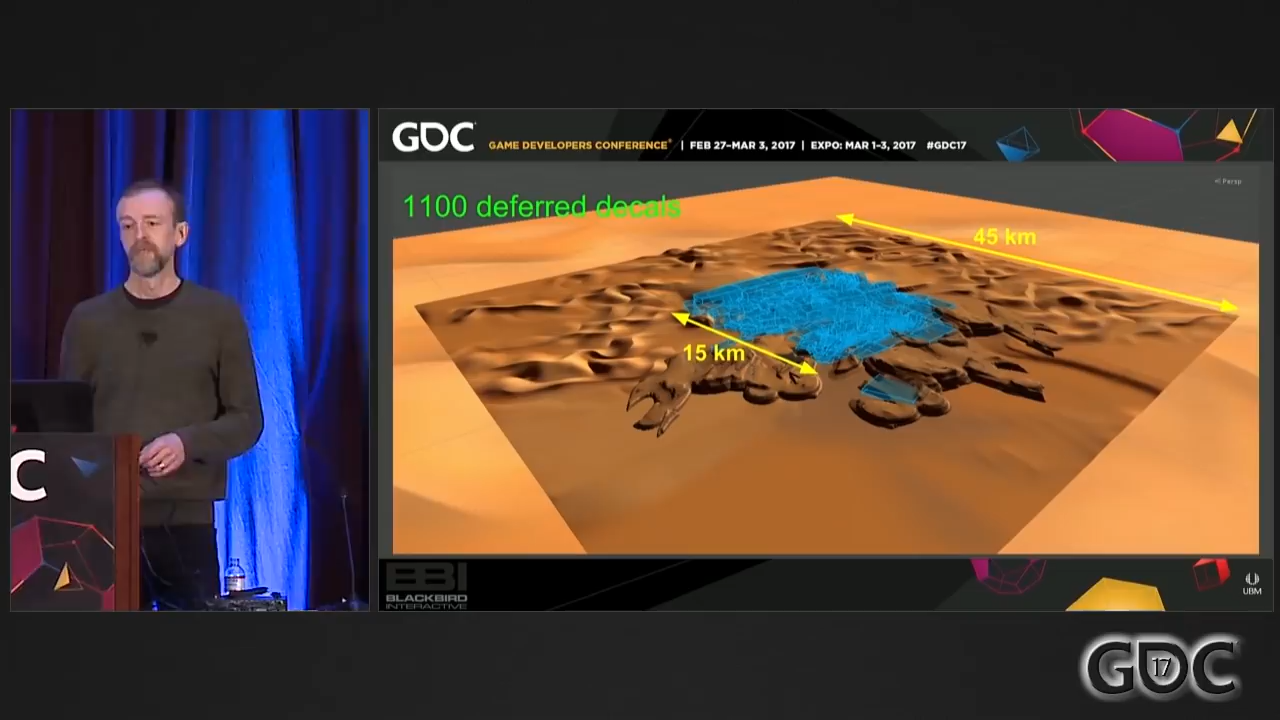 GDC
GAME DEVELOPERS CONFERENCE® | FEB 27–MAR 3, 2017 | EXPO: MAR 1-3, 2017 #GDC17
Persp
1100 deferred decals
45 km
15 km
C
BBI
BLACKBIRD
INTERACTIVE
UBM
GDC
17